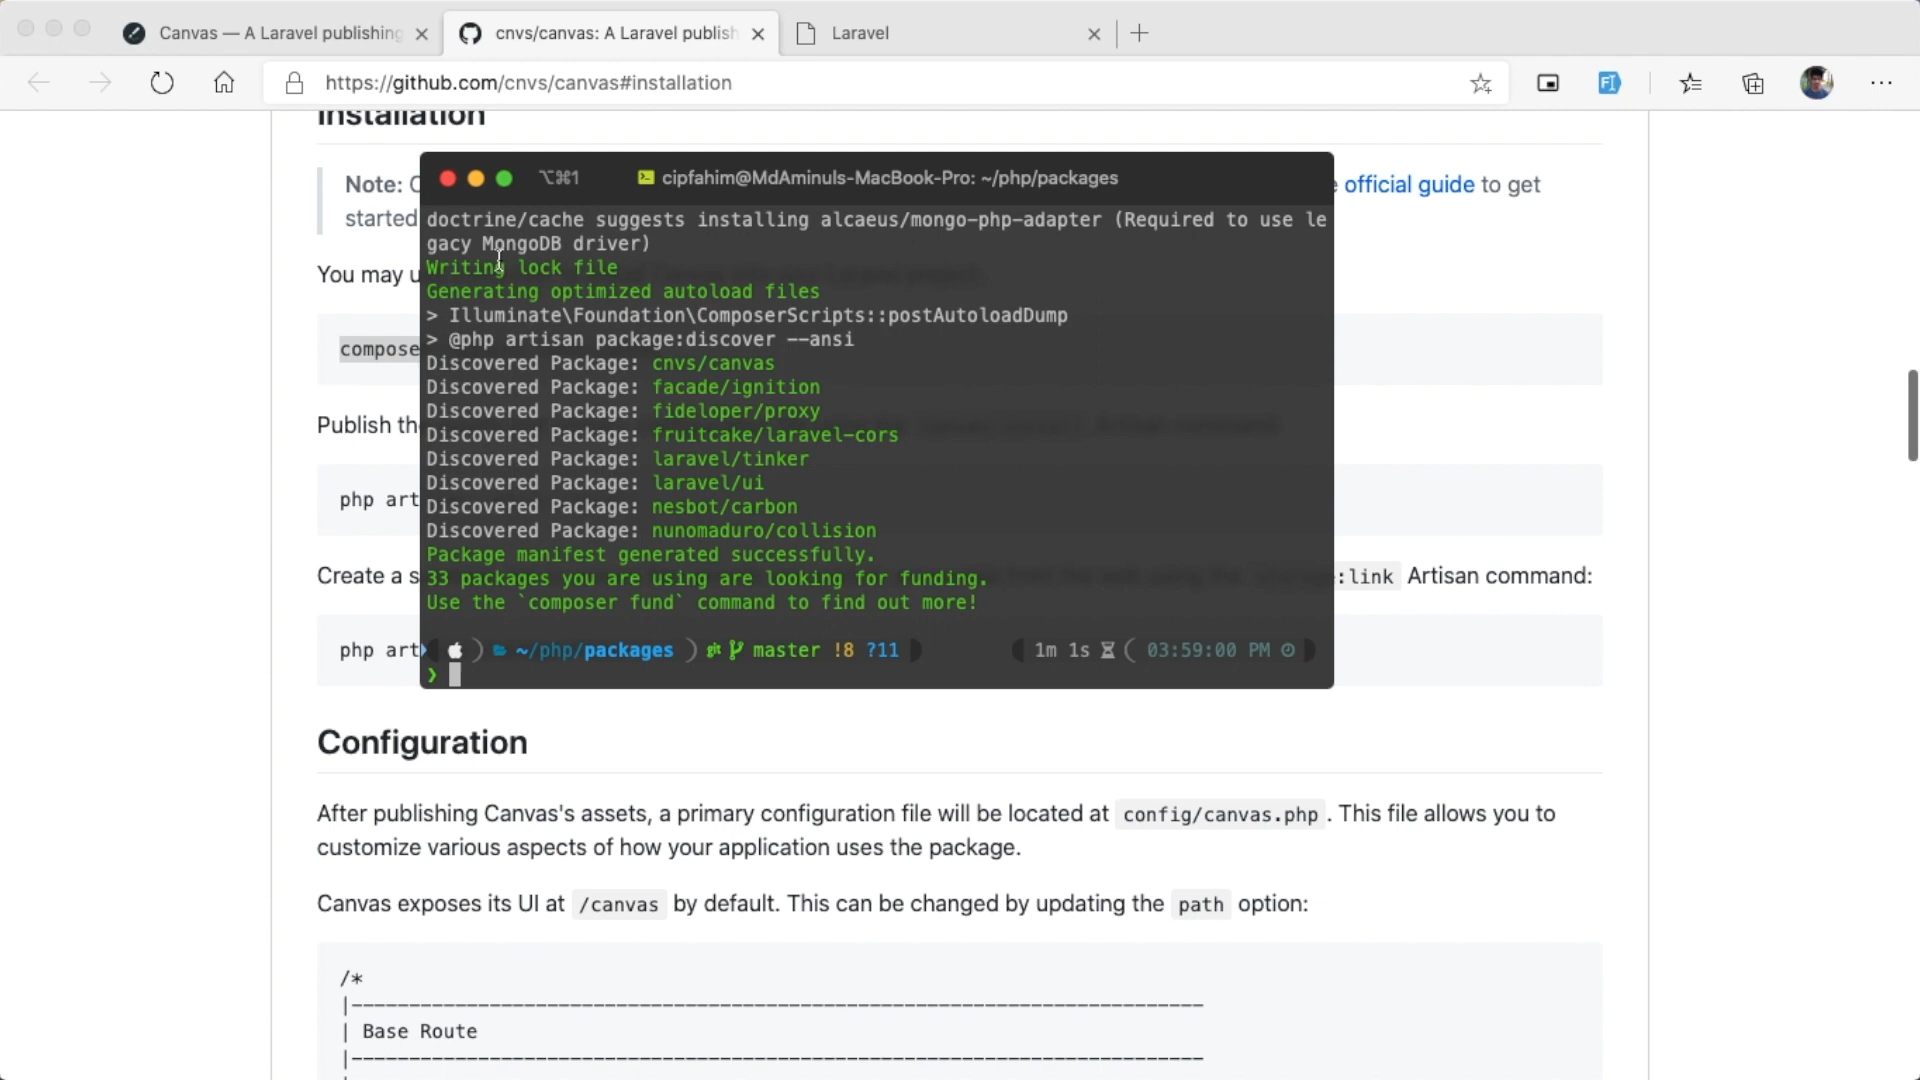 Canvas — A Laravel publishing
cnvs/canvas: A Laravel publish
Laravel
https://github.com/cnvs/canvas#installation
Installation
Note:
official guide to get
started
You may
compose
Publish
php art
Create a
:link Artisan command:
php art
⌥⌘1
cipfahim@MdAminuls-MacBook-Pro: ~/php/packages
doctrine/cache suggests installing alcaeus/mongo-php-adapter (Required to use le
gacy MongoDB driver)
Writing lock file
Generating optimized autoload files
> Illuminate\Foundation\ComposerScripts::postAutoloadDump
> @php artisan package:discover --ansi
Discovered Package: cnvs/canvas
Discovered Package: facade/ignition
Discovered Package: fideloper/proxy
Discovered Package: fruitcake/laravel-cors
Discovered Package: laravel/tinker
Discovered Package: laravel/ui
Discovered Package: nesbot/carbon
Discovered Package: nunomaduro/collision
Package manifest generated successfully.
33 packages you are using are looking for funding.
Use the `composer fund` command to find out more!
~/php/packages git master !8 ?11 1m 1s 03:59:00 PM
❯
Configuration
After publishing Canvas's assets, a primary configuration file will be located at config/canvas.php. This file allows you to
customize various aspects of how your application uses the package.
Canvas exposes its UI at /canvas by default. This can be changed by updating the path option:
/*
|--------------------------------------------------------------------------
| Base Route
|--------------------------------------------------------------------------